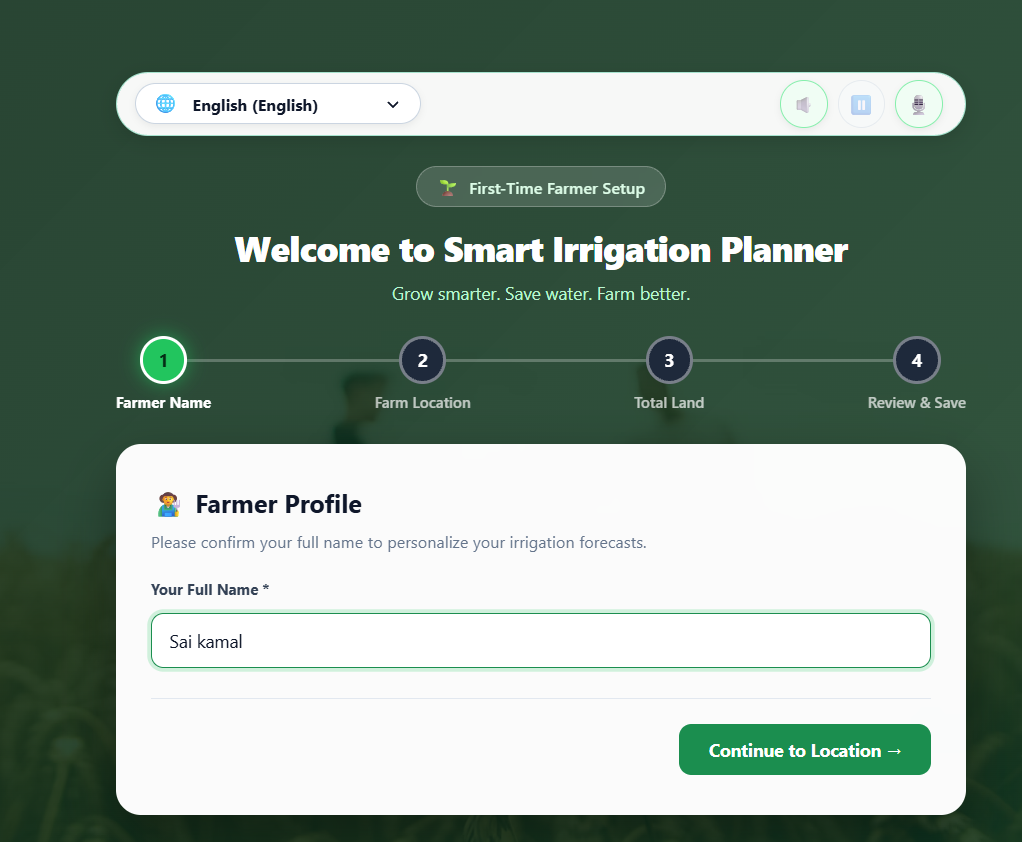 English (English)
First-Time Farmer Setup
Welcome to Smart Irrigation Planner
Grow smarter. Save water. Farm better.
1
2
3
4
Farmer Name
Farm Location
Total Land
Review & Save
Farmer Profile
Please confirm your full name to personalize your irrigation forecasts.
Your Full Name *
Sai kamal
Continue to Location →